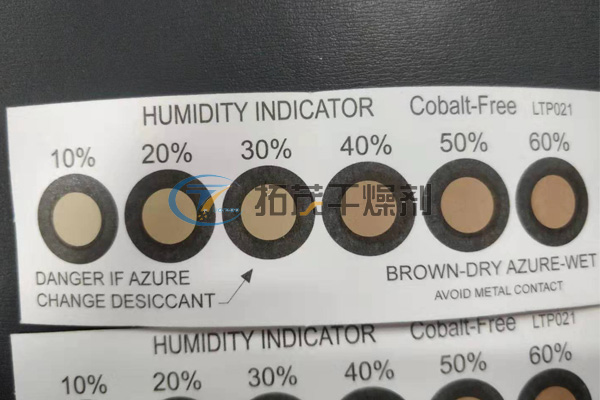 HUMIDITY INDICATOR Cobalt-Free LTP021
10% 20% 30% 40% 50% 60%
拓芃干燥剂
DANGER IF AZURE
CHANGE DESICCANT
BROWN-DRY AZURE-WET
AVOID METAL CONTACT
HUMIDITY INDICATOR Cobalt-Free LTP021
10% 20% 30% 40% 50% 60%